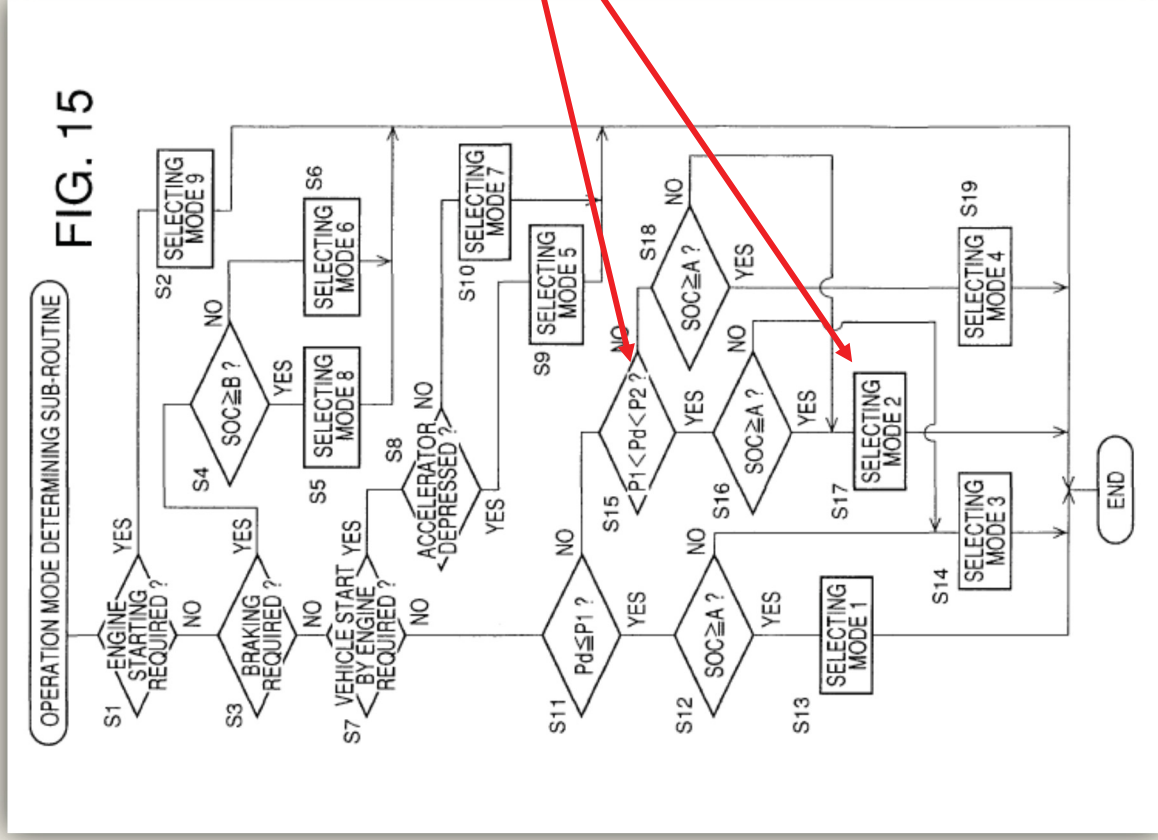 FIG. 15
OPERATION MODE DETERMINING SUB-ROUTINE
S1
ENGINE
STARTING
REQUIRED ?
YES
NO
S2
SELECTING
MODE 9
S3
BRAKING
REQUIRED ?
YES
NO
S4
SOC≧B ?
NO
YES
S5
SELECTING
MODE 8
S6
SELECTING
MODE 6
S7
VEHICLE START
BY ENGINE
REQUIRED ?
YES
NO
S8
ACCELERATOR
DEPRESSED ?
NO
YES
S9
SELECTING
MODE 5
S10
SELECTING
MODE 7
S11
Pd≦P1 ?
NO
YES
S12
SOC≧A ?
NO
YES
S13
SELECTING
MODE 1
S14
SELECTING
MODE 3
S15
P1<Pd<P2 ?
NO
YES
S16
SOC≧A ?
NO
YES
S17
SELECTING
MODE 2
S18
SOC≧A ?
NO
YES
S19
SELECTING
MODE 4
END